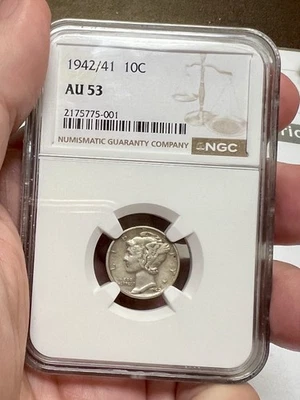 1942/41 10C
AU 53
2175775-001
NUMISMATIC GUARANTY COMPANY NGC